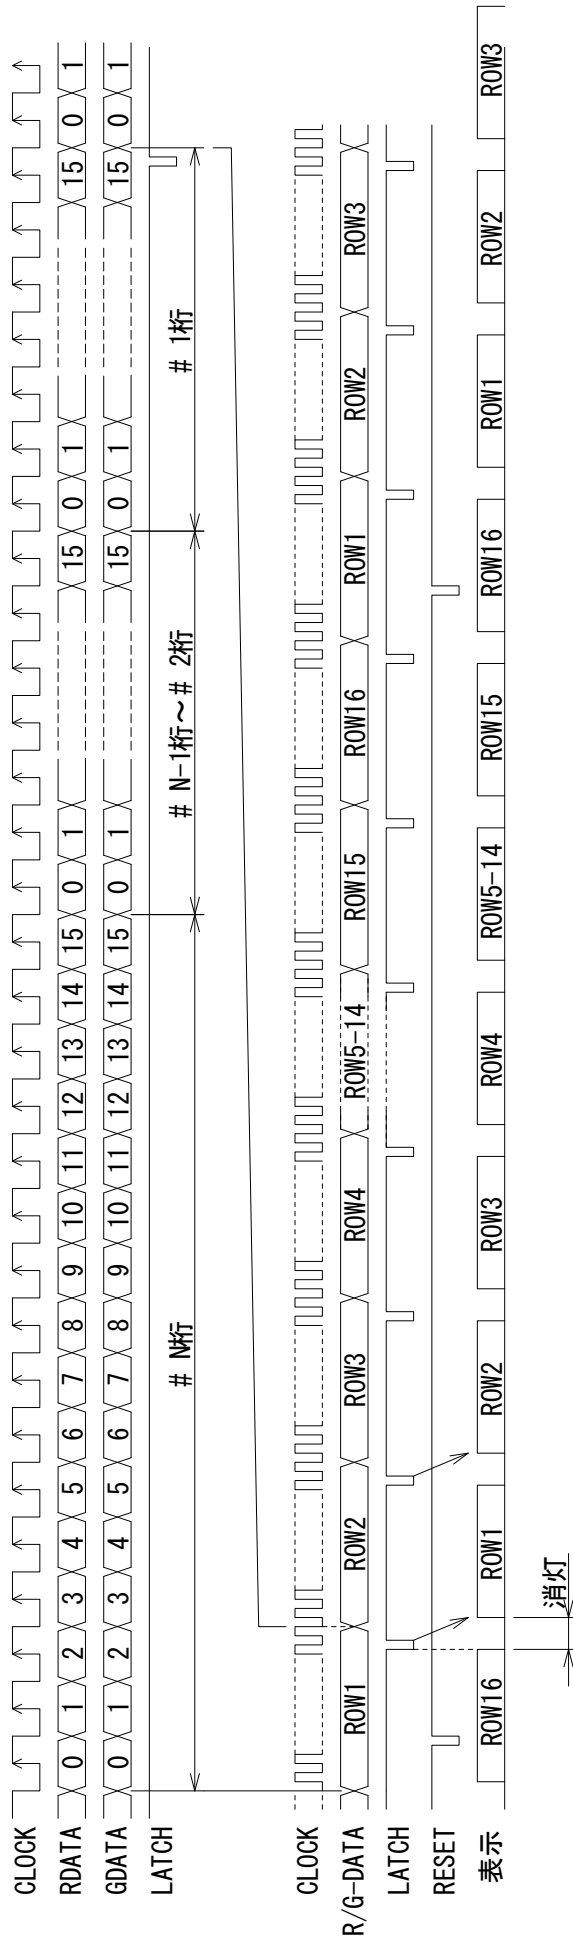 CLOCK
RDATA 0 1 2 3 4 5 6 7 8 9 10 11 12 13 14 15 0 1 15 0 1 15 0 1
GDATA 0 1 2 3 4 5 6 7 8 9 10 11 12 13 14 15 0 1 15 0 1 15 0 1
LATCH
# N桁 # N-1桁～# 2桁 # 1桁
CLOCK
R/G-DATA ROW1 ROW2 ROW3 ROW4 ROW5-14 ROW15 ROW16 ROW1 ROW2 ROW3
LATCH
RESET
表示 ROW16 ROW1 ROW2 ROW3 ROW4 ROW5-14 ROW15 ROW16 ROW1 ROW2 ROW3
消灯